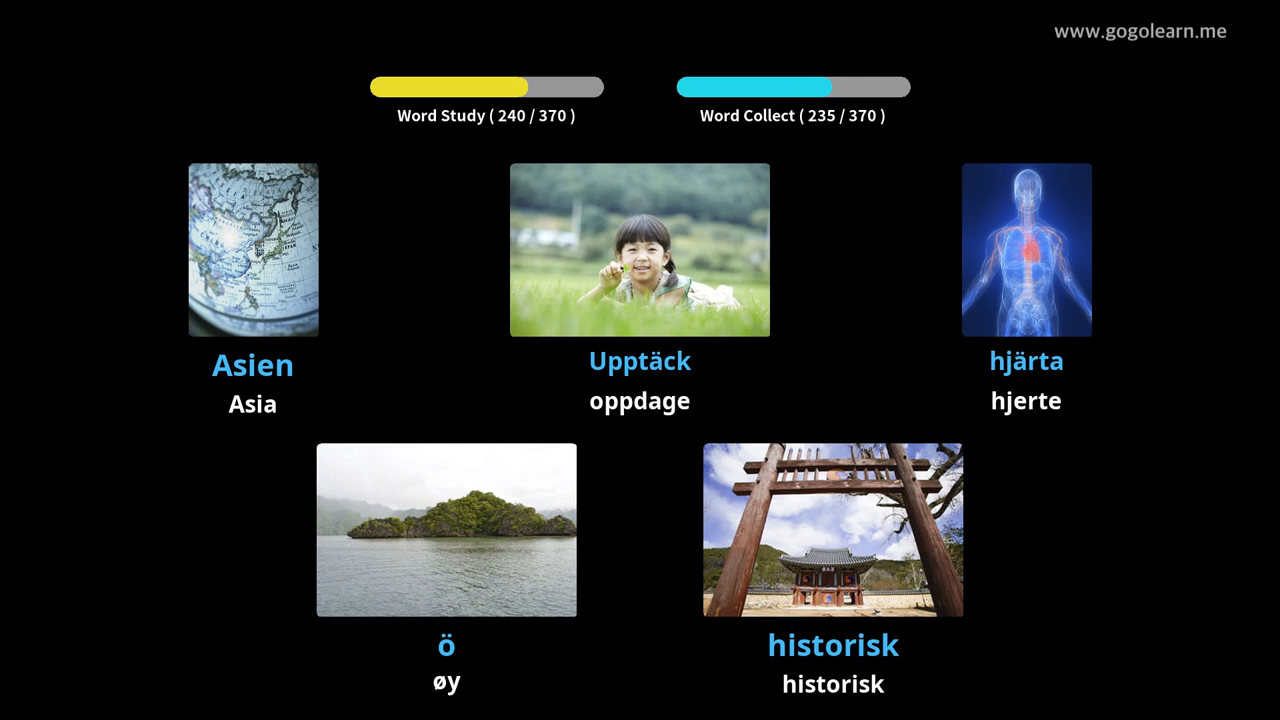 www.gogolearn.me
Word Study ( 240 / 370 )
Word Collect ( 235 / 370 )
Asien
Asia
Upptäck
oppdage
hjärta
hjerte
ö
øy
historisk
historisk